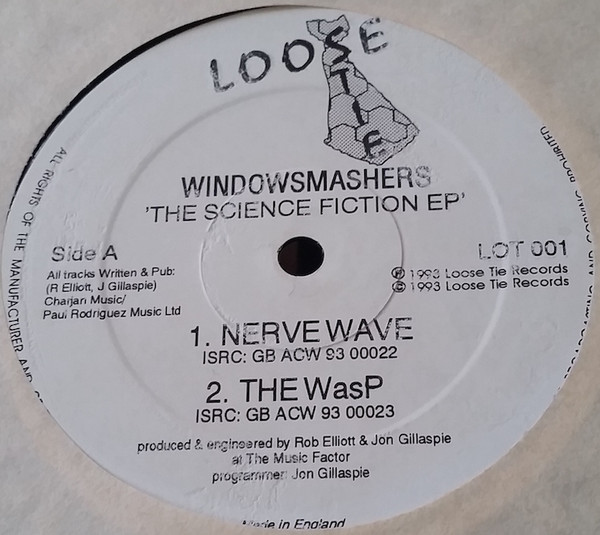 LOOSE
TIE
WINDOWSMASHERS
'THE SCIENCE FICTION EP'
Side A
All tracks Written & Pub:
(R Elliott, J Gillaspie)
Charjan Music/
Paul Rodriguez Music Ltd
LOT 001
℗ 1993 Loose Tie Records
© 1993 Loose Tie Records
1. NERVE WAVE
ISRC: GB ACW 93 00022
2. THE WasP
ISRC: GB ACW 93 00023
produced & engineered by Rob Elliott & Jon Gillaspie
at The Music Factor
programmer: Jon Gillaspie
Made in England
ALL RIGHTS OF THE MANUFACTURER AND
PROHIBITED